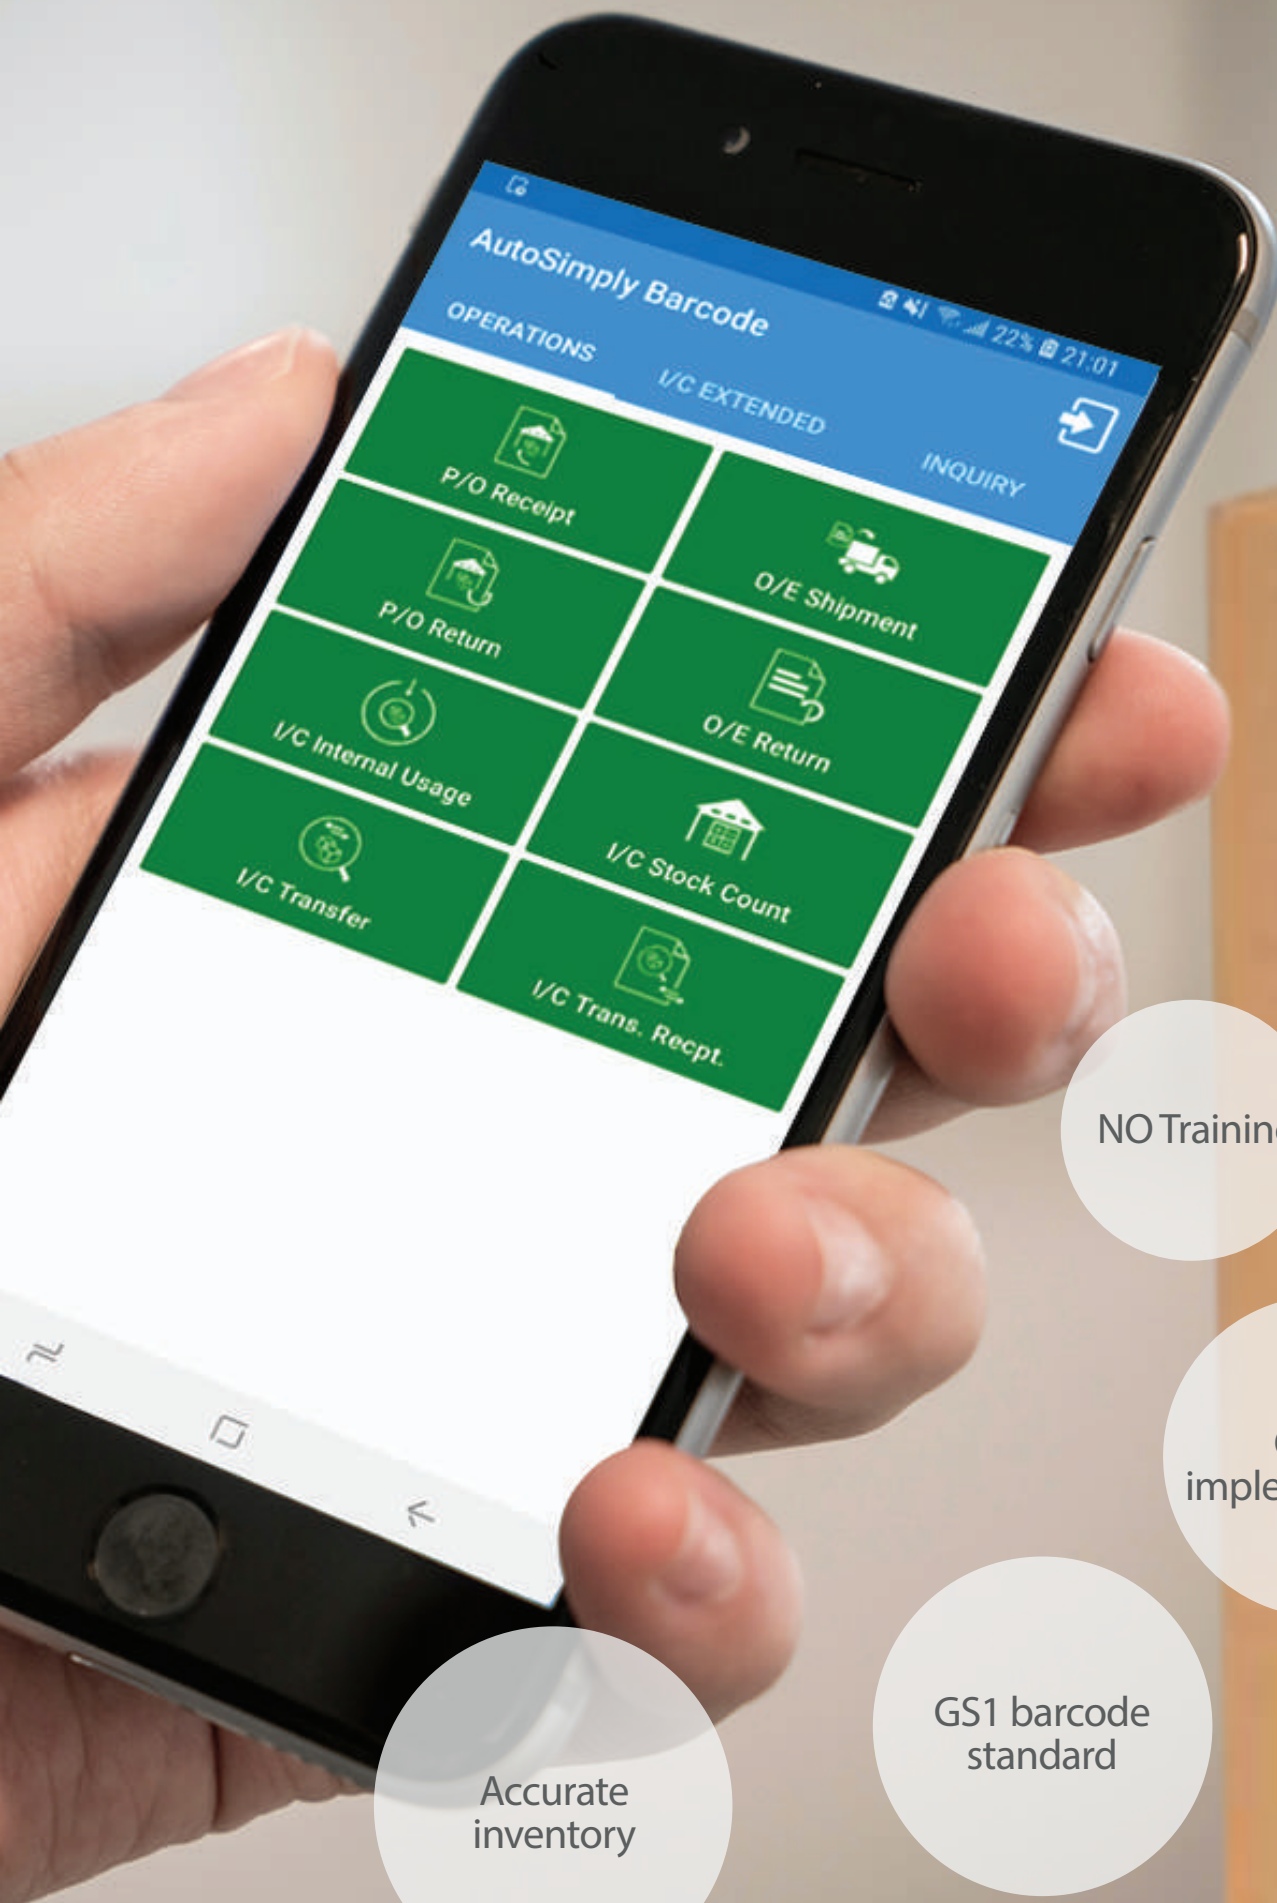 22% 21:01
AutoSimply Barcode
OPERATIONS
I/C EXTENDED
INQUIRY
P/O Receipt
O/E Shipment
P/O Return
O/E Return
I/C Internal Usage
I/C Stock Count
I/C Transfer
I/C Trans. Recpt.
NO Training
imple
GS1 barcode
standard
Accurate
inventory